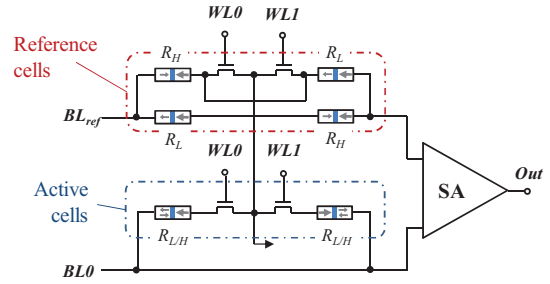 WL0 WL1
Reference cells
R_H R_L
BL_ref
R_L R_H
WL0 WL1
Out
SA
Active cells
R_L/H R_L/H
BL0